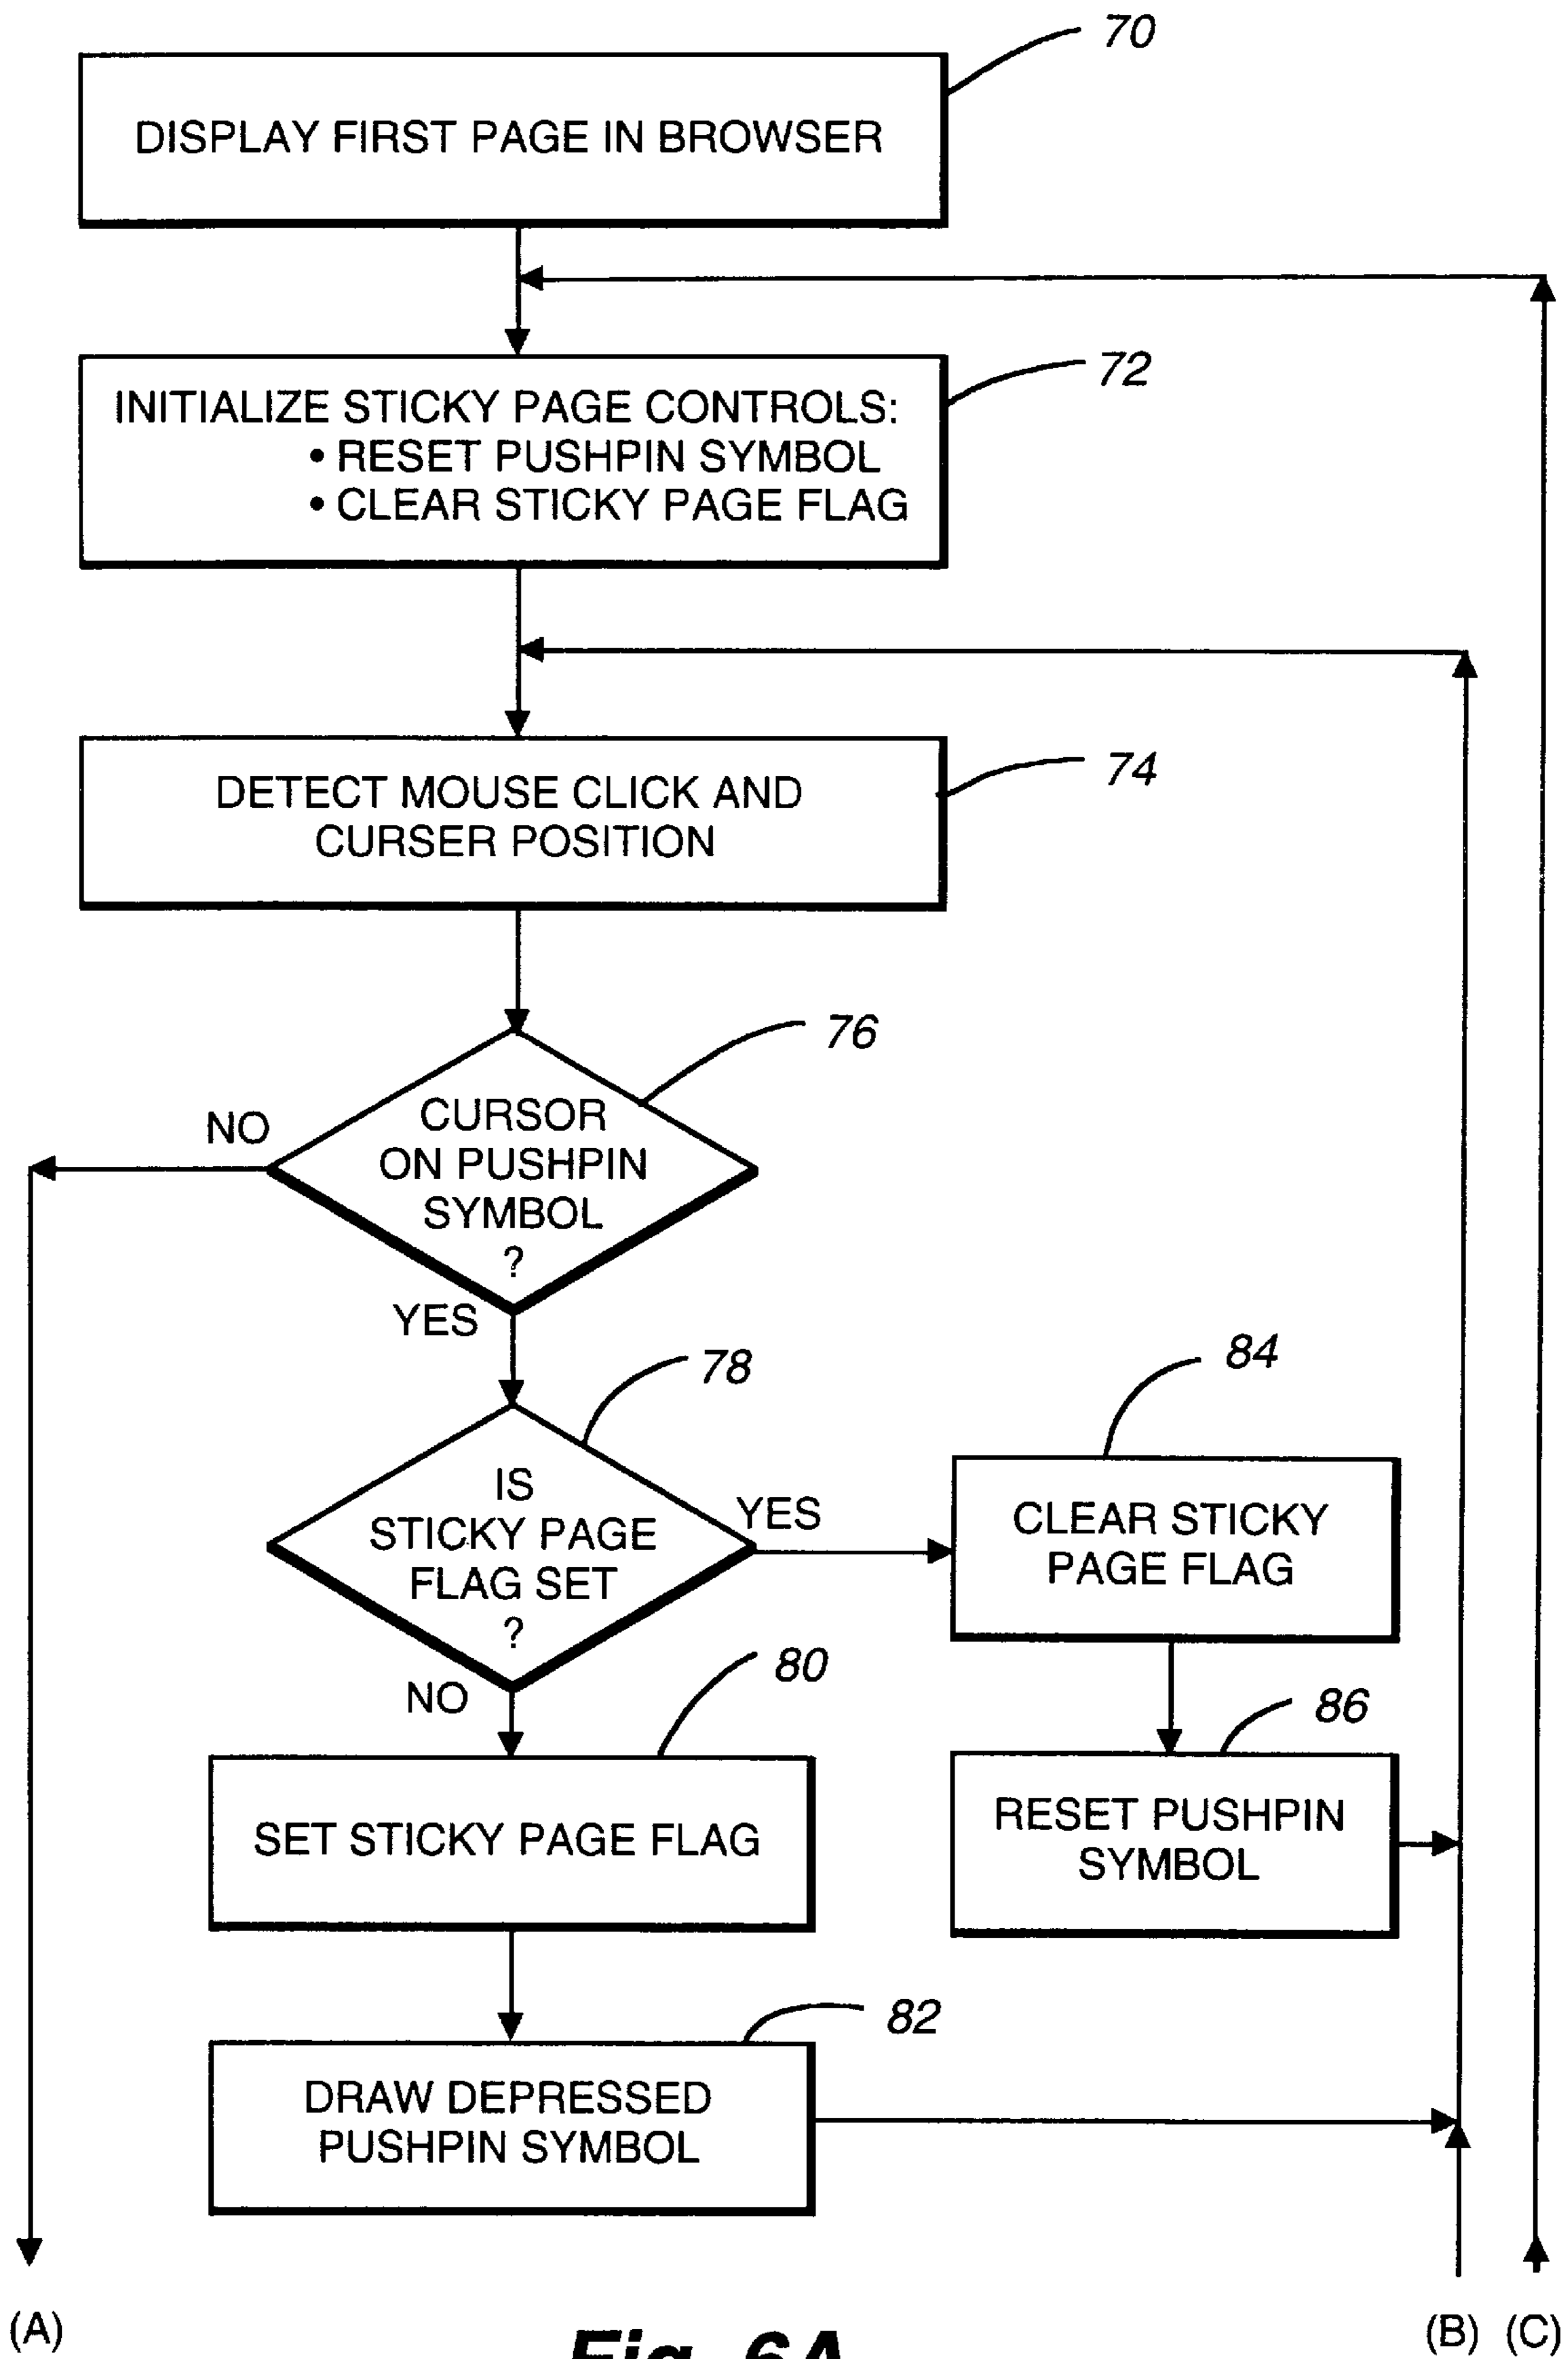 70
DISPLAY FIRST PAGE IN BROWSER
72
INITIALIZE STICKY PAGE CONTROLS:
• RESET PUSHPIN SYMBOL
• CLEAR STICKY PAGE FLAG
74
DETECT MOUSE CLICK AND
CURSER POSITION
76
NO
CURSOR
ON PUSHPIN
SYMBOL
?
YES
78
84
IS
STICKY PAGE
FLAG SET
?
YES
CLEAR STICKY
PAGE FLAG
NO
80
86
SET STICKY PAGE FLAG
RESET PUSHPIN
SYMBOL
82
DRAW DEPRESSED
PUSHPIN SYMBOL
(A)
(B)
(C)
Fig. 6A